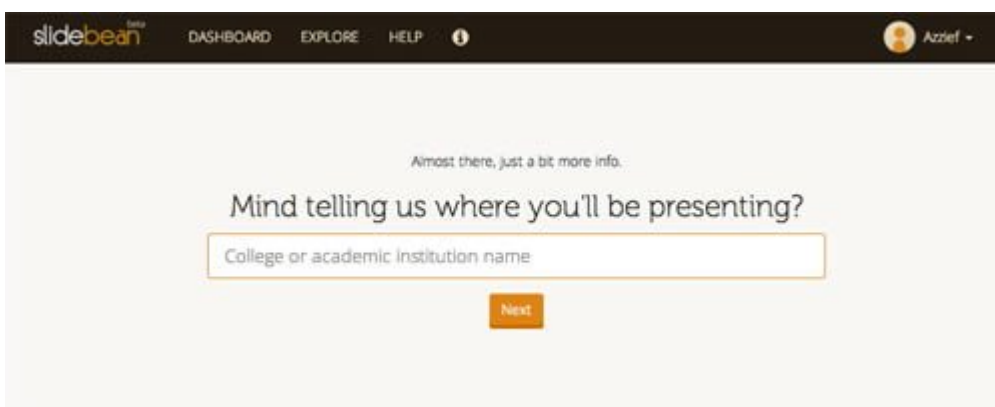 slidebean beta DASHBOARD EXPLORE HELP Azzief
Almost there, just a bit more info.
Mind telling us where you'll be presenting?
College or academic institution name
Next